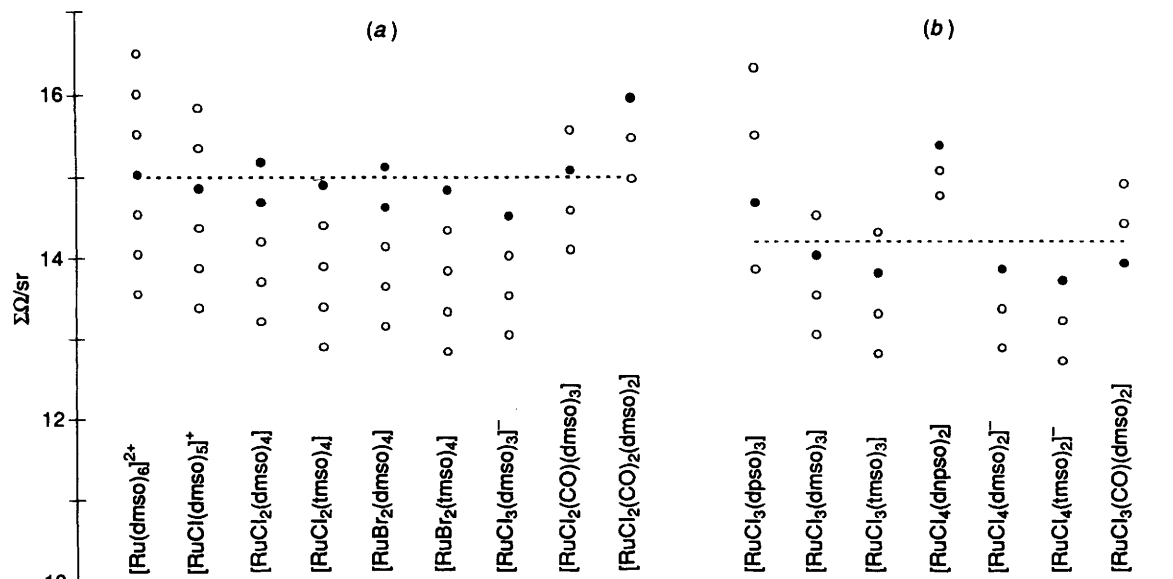 (a)
(b)
16
14
12
ΣΩ/sr
[Ru(dmso)₆]²⁺
[RuCl(dmso)₅]⁺
[RuCl₂(dmso)₄]
[RuCl₂(tmso)₄]
[RuBr₂(dmso)₄]
[RuBr₂(tmso)₄]
[RuCl₃(dmso)₃]⁻
[RuCl₂(CO)(dmso)₃]
[RuCl₂(CO)₂(dmso)₂]
[RuCl₃(dpso)₃]
[RuCl₃(dmso)₃]
[RuCl₃(tmso)₃]
[RuCl₄(dnpso)₂]
[RuCl₄(dmso)₂]⁻
[RuCl₄(tmso)₂]⁻
[RuCl₃(CO)(dmso)₂]